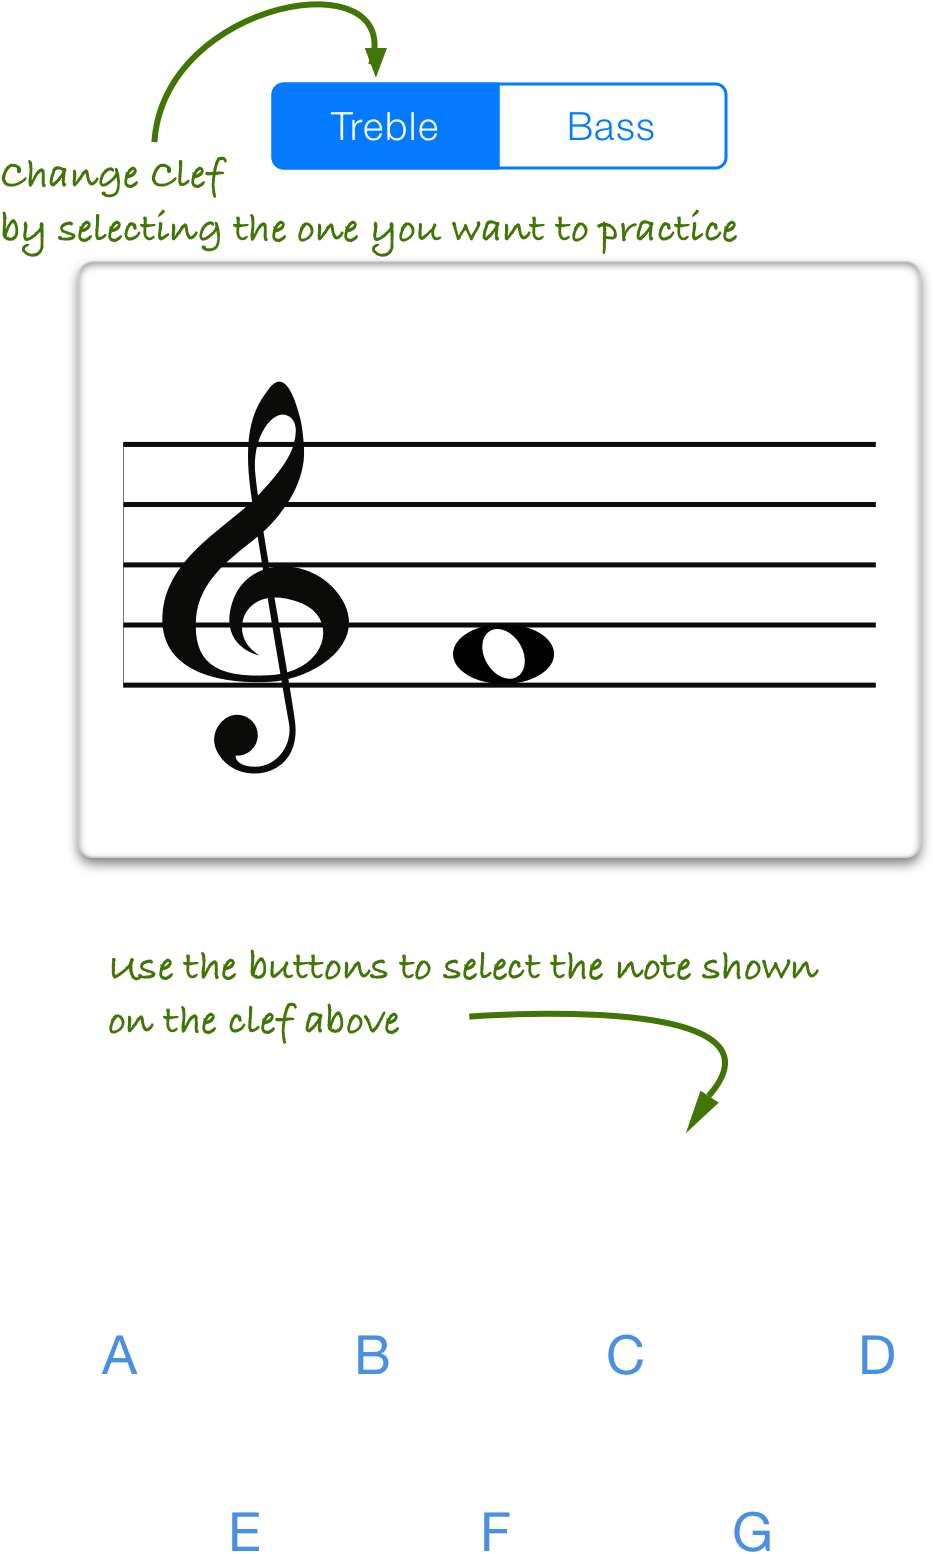 Treble Bass
Change Clef
by selecting the one you want to practice
Use the buttons to select the note shown
on the clef above
A B C D
E F G